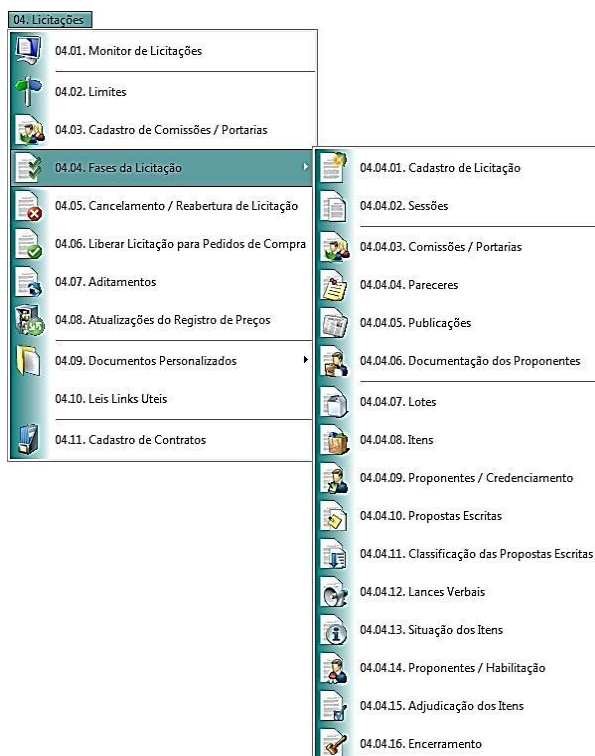 04. Licitações
04.01. Monitor de Licitações
04.02. Limites
04.03. Cadastro de Comissões / Portarias
04.04. Fases da Licitação
04.05. Cancelamento / Reabertura de Licitação
04.06. Liberar Licitação para Pedidos de Compra
04.07. Aditamentos
04.08. Atualizações do Registro de Preços
04.09. Documentos Personalizados
04.10. Leis Links Uteis
04.11. Cadastro de Contratos
04.04.01. Cadastro de Licitação
04.04.02. Sessões
04.04.03. Comissões / Portarias
04.04.04. Pareceres
04.04.05. Publicações
04.04.06. Documentação dos Proponentes
04.04.07. Lotes
04.04.08. Itens
04.04.09. Proponentes / Credenciamento
04.04.10. Propostas Escritas
04.04.11. Classificação das Propostas Escritas
04.04.12. Lances Verbais
04.04.13. Situação dos Itens
04.04.14. Proponentes / Habilitação
04.04.15. Adjudicação dos Itens
04.04.16. Encerramento